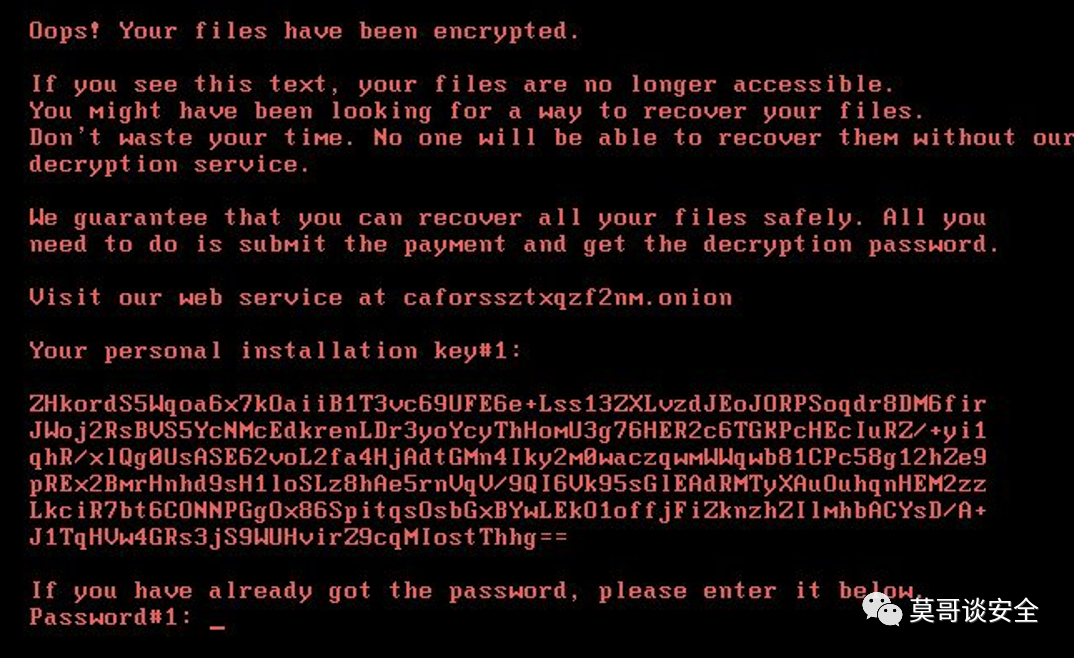 Oops! Your files have been encrypted.
If you see this text, your files are no longer accessible.
You might have been looking for a way to recover your files.
Don't waste your time. No one will be able to recover them without our
decryption service.
We guarantee that you can recover all your files safely. All you
need to do is submit the payment and get the decryption password.
Visit our web service at caforssztxqzf2nm.onion
Your personal installation key#1:
ZHkordS5Wqoa6x7kOaiiB1T3vc69UFE6e+Lss13ZXLvzdJEoJORPSoqdr8DM6fir
JWoj2RsBVS5YcNMcEdkrenLDr3yoYcyThHomU3g76HER2c6TGKPcHEcIuRZ/+yi1
qhR/xlQg0UsASE62voL2fa4HjAdtGMn4Iky2m0waczqwmWWqwb81CPc58g12hZe9
pREx2BmrHnhd9sH1loSLz8hAe5rnVqV/9QI6Vk95sGlEAdRMTyXAuOuhqnHEM2zz
LkciR7bt6CONNPGgOx86SpitqsOsbGxBYwLEkO1offjFiZknzhZIlmhbACYsD/A+
J1TqHVw4GRs3jS9WUHvirZ9cqMIostThhg==
If you have already got the password, please enter it below.
Password#1: _
莫哥谈安全